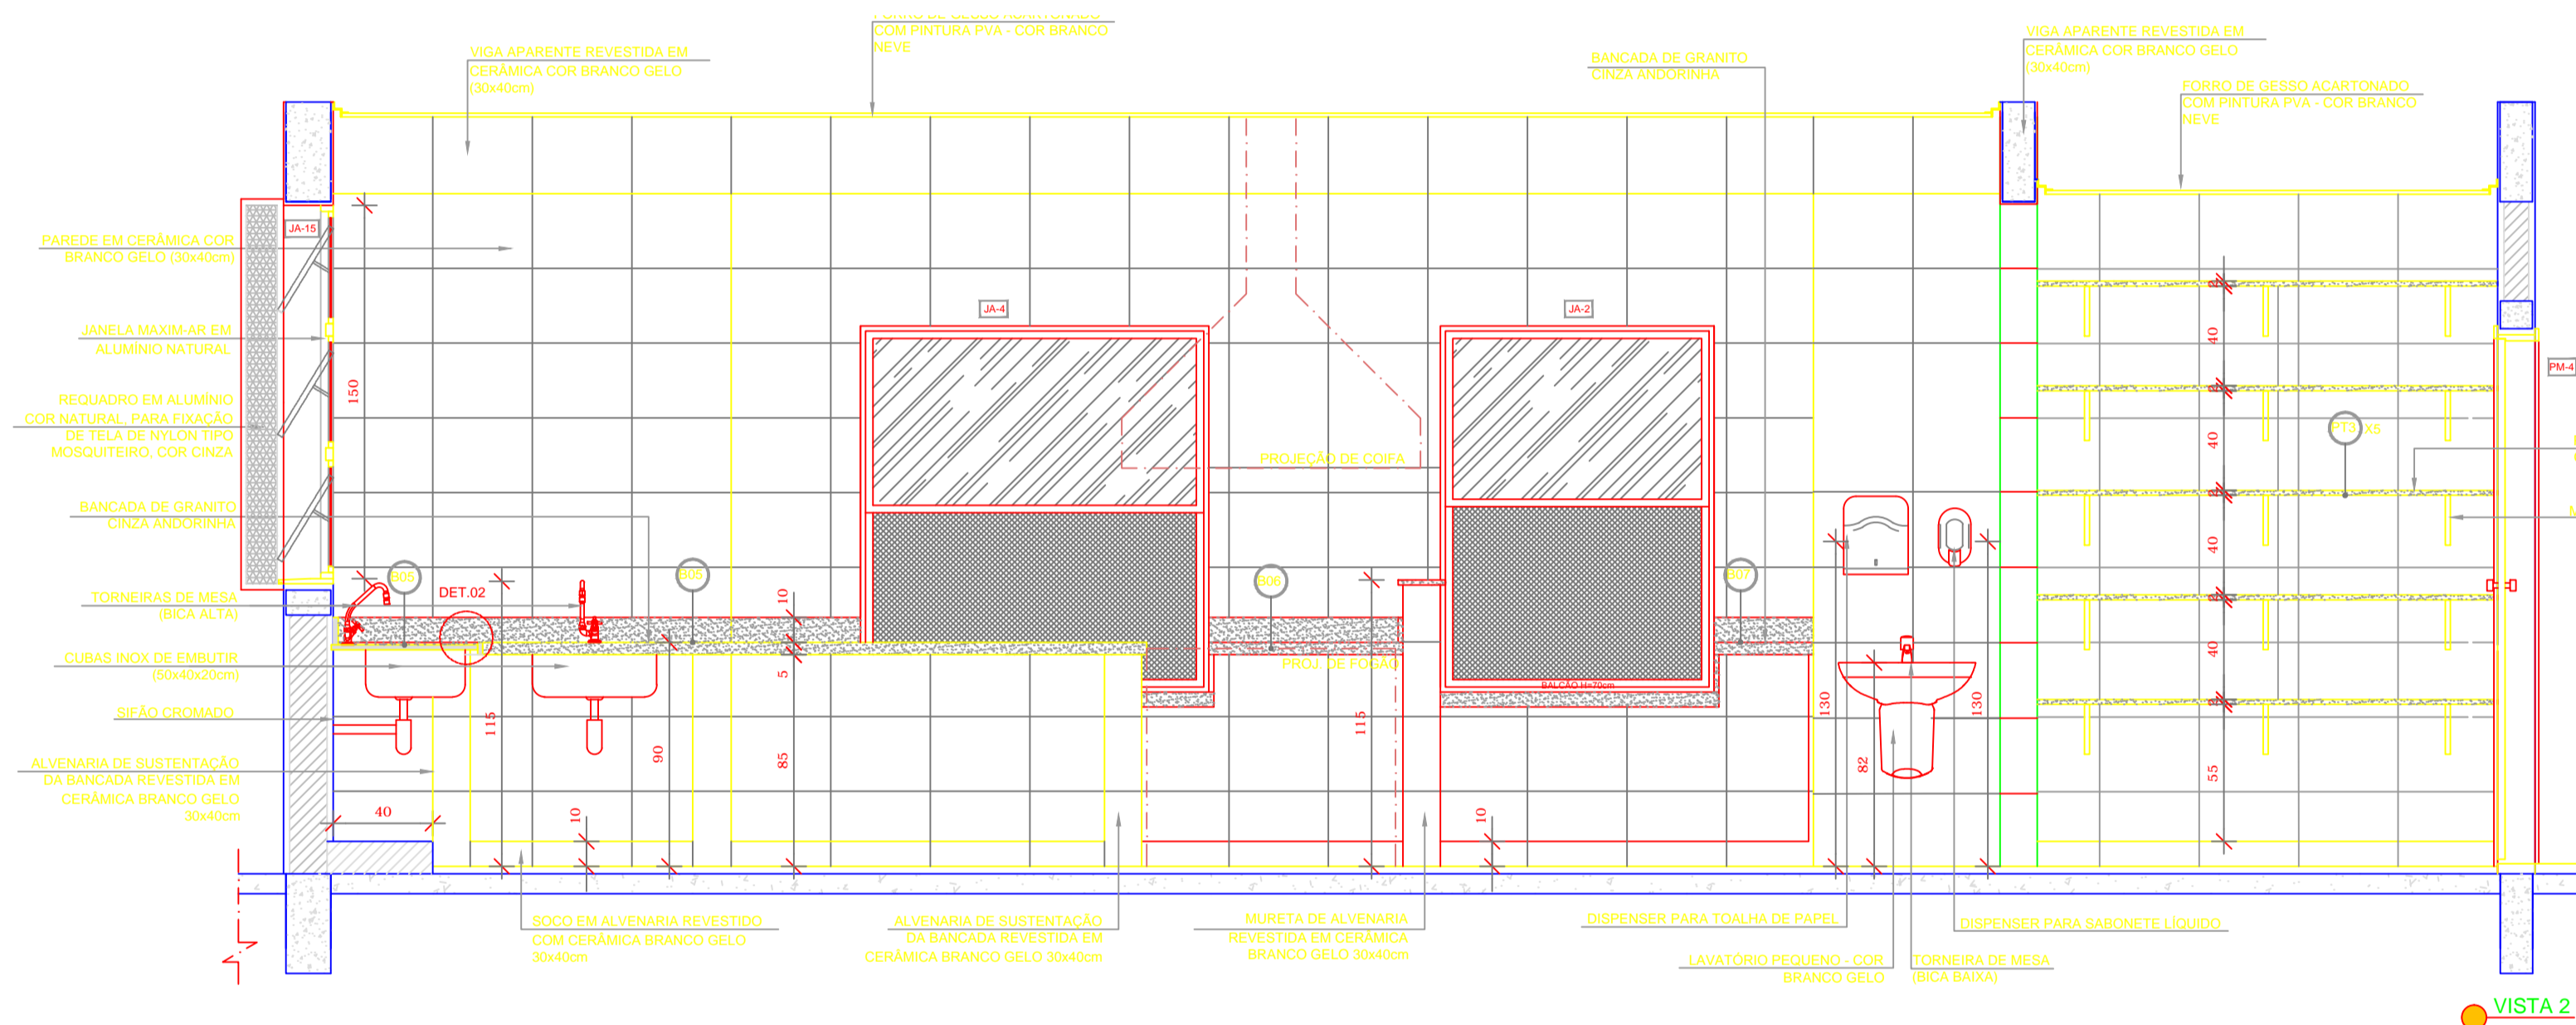 FORRO DE GESSO ACARTONADO
COM PINTURA PVA - COR BRANCO
NEVE
VIGA APARENTE REVESTIDA EM
CERÂMICA COR BRANCO GELO
(30x40cm)
BANCADA DE GRANITO
CINZA ANDORINHA
VIGA APARENTE REVESTIDA EM
CERÂMICA COR BRANCO GELO
(30x40cm)
FORRO DE GESSO ACARTONADO
COM PINTURA PVA - COR BRANCO
NEVE
JA-15
PAREDE EM CERÂMICA COR
BRANCO GELO (30x40cm)
JANELA MAXIM-AR EM
ALUMÍNIO NATURAL
REQUADRO EM ALUMÍNIO
COR NATURAL, PARA FIXAÇÃO
DE TELA DE NYLON TIPO
MOSQUITEIRO, COR CINZA
BANCADA DE GRANITO
CINZA ANDORINHA
TORNEIRAS DE MESA
(BICA ALTA)
CUBAS INOX DE EMBUTIR
(50x40x20cm)
SIFÃO CROMADO
ALVENARIA DE SUSTENTAÇÃO
DA BANCADA REVESTIDA EM
CERÂMICA BRANCO GELO
30x40cm
150
B05
DET.02
B06
JA-4
JA-2
PROJEÇÃO DE COIFA
B06
B07
PROJ. DE FOGÃO
BALCÃO H=70cm
40
115
10
90
10
5
85
115
10
130
82
130
40
40
40
40
55
PT3
X5
PM-4
SOCO EM ALVENARIA REVESTIDO
COM CERÂMICA BRANCO GELO
30x40cm
ALVENARIA DE SUSTENTAÇÃO
DA BANCADA REVESTIDA EM
CERÂMICA BRANCO GELO 30x40cm
MURETA DE ALVENARIA
REVESTIDA EM CERÂMICA
BRANCO GELO 30x40cm
DISPENSER PARA TOALHA DE PAPEL
LAVATÓRIO PEQUENO - COR
BRANCO GELO
TORNEIRA DE MESA
(BICA BAIXA)
DISPENSER PARA SABONETE LÍQUIDO
VISTA 2